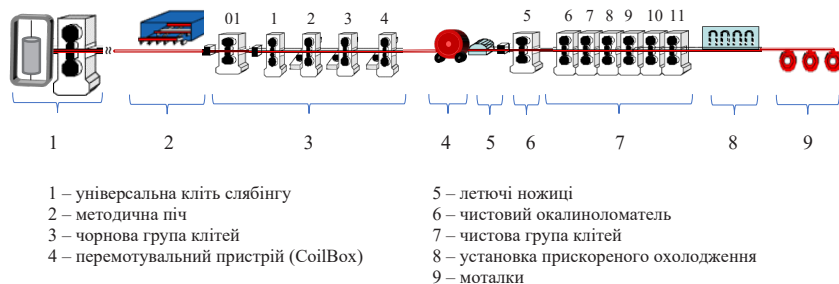 01 1 2 3 4 5 6 7 8 9 10 11
1 2 3 4 5 6 7 8 9
1 – універсальна кліть слябінгу
2 – методична піч
3 – чорнова група клітей
4 – перемотувальний пристрій (CoilBox)
5 – летючі ножиці
6 – чистовий окалиноломатель
7 – чистова група клітей
8 – установка прискореного охолодження
9 – моталки